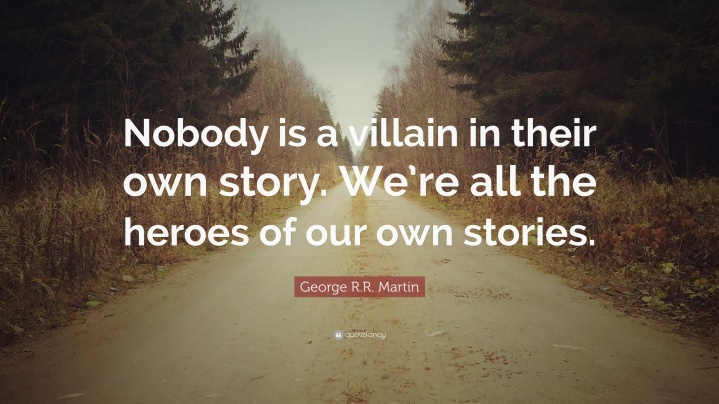 Nobody is a villain in their
own story. We're all the
heroes of our own stories.
George R.R. Martin
quotefancy